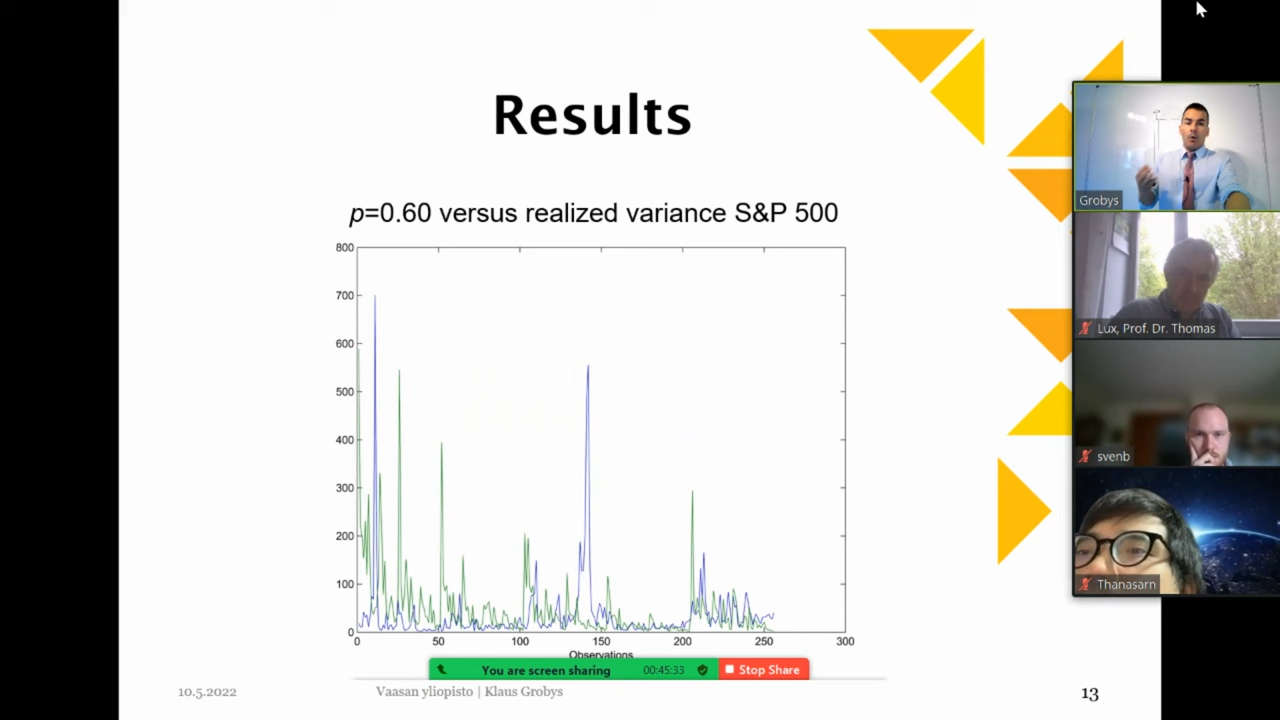 Results
p=0.60 versus realized variance S&P 500
800
700
600
500
400
300
200
100
0
0 50 100 150 200 250 300
Observations
You are screen sharing 00:45:33 Stop Share
10.5.2022 Vaasan yliopisto | Klaus Grobys 13
Grobys
Lux, Prof. Dr. Thomas
svenb
Thanasarn